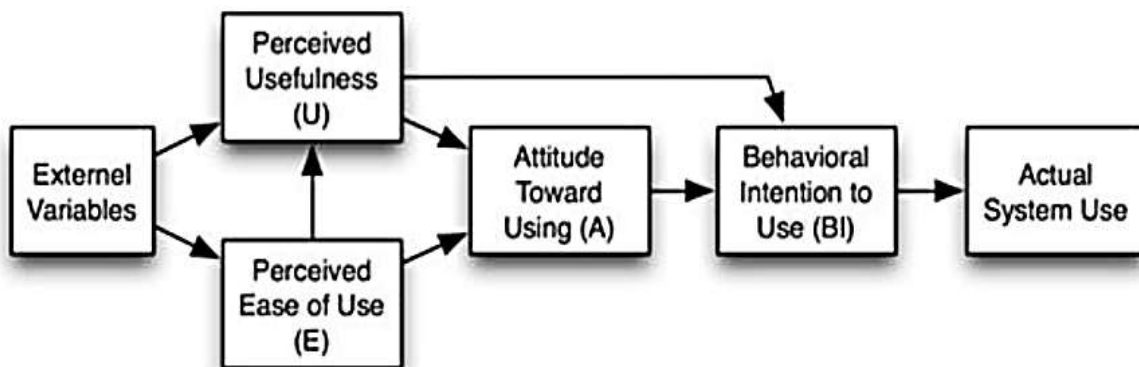 Perceived
Usefulness
(U)
Externel
Variables
Perceived
Ease of Use
(E)
Attitude
Toward
Using (A)
Behavioral
Intention to
Use (BI)
Actual
System Use